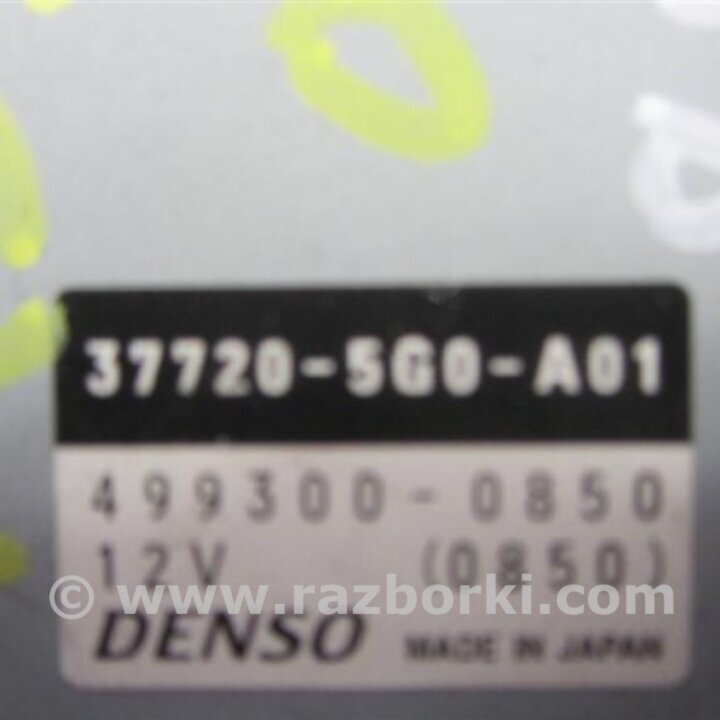 37720-5G0-A01
499300-0850
12V (0850)
© www.razborki.com
DENSO MADE IN JAPAN